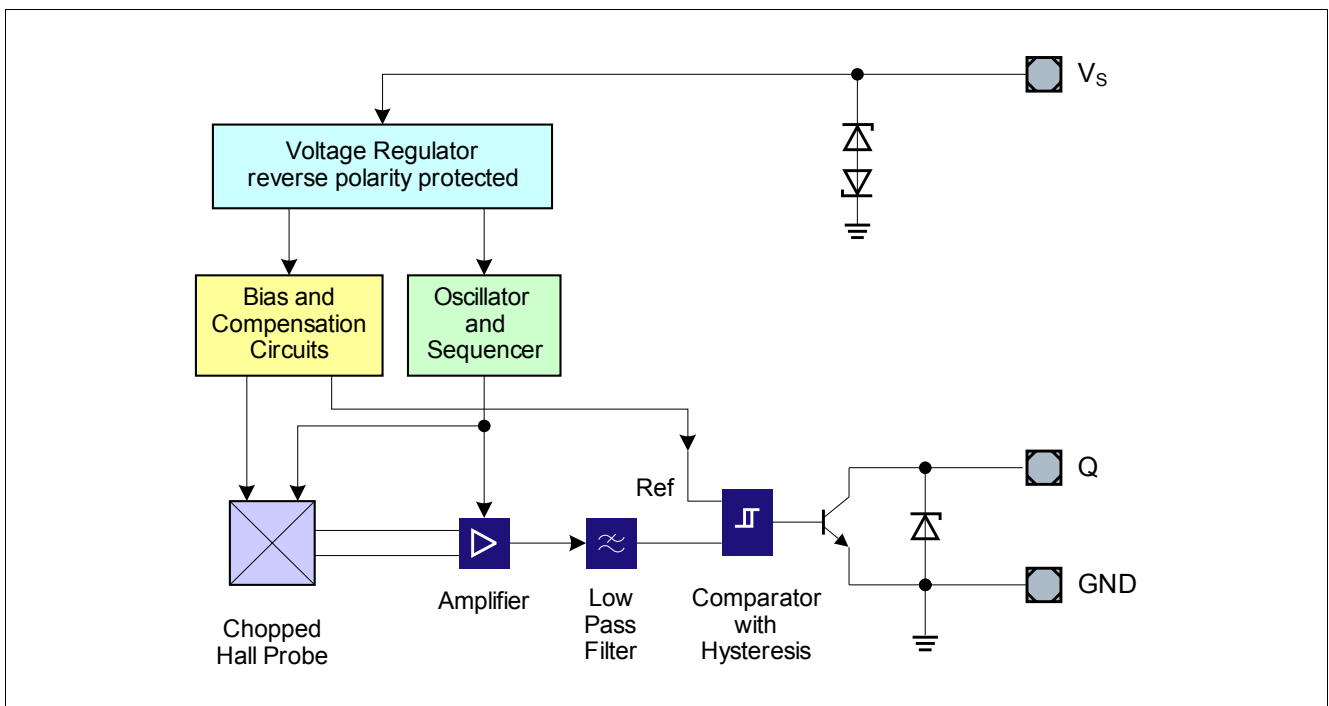 V_S
Voltage Regulator
reverse polarity protected
Bias and
Compensation
Circuits
Oscillator
and
Sequencer
Ref
Q
GND
Amplifier
Low
Pass
Filter
Comparator
with
Hysteresis
Chopped
Hall Probe